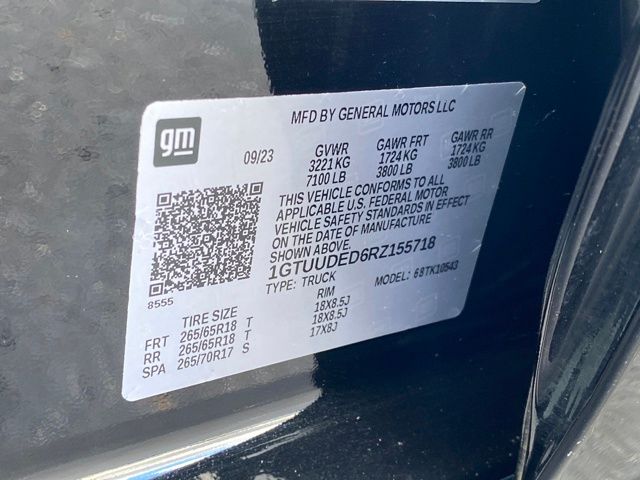 MFD BY GENERAL MOTORS LLC
gm
09/23
GVWR GAWR FRT GAWR RR
3221 KG 1724 KG 1724 KG
7100 LB 3800 LB 3800 LB
THIS VEHICLE CONFORMS TO ALL
APPLICABLE U.S. FEDERAL MOTOR
VEHICLE SAFETY STANDARDS IN EFFECT
ON THE DATE OF MANUFACTURE
SHOWN ABOVE.
1GTUUDED6RZ155718
TYPE: TRUCK MODEL: 6BTK10543
8555
TIRE SIZE RIM
FRT 265/65R18 T 18X8.5J
RR 265/65R18 T 18X8.5J
SPA 265/70R17 S 17X8J